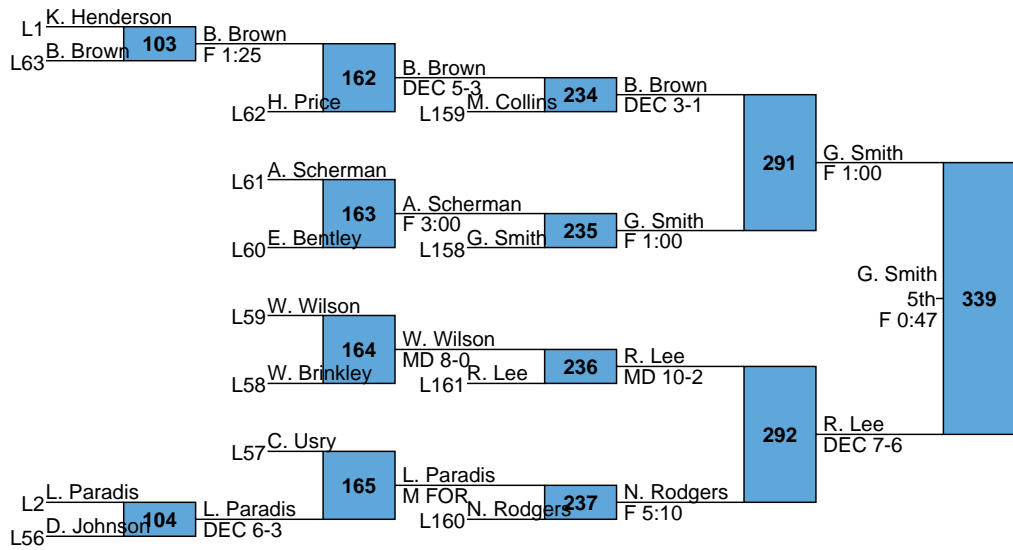 K. Henderson
L1
103
B. Brown
L63
B. Brown
F 1:25
162
H. Price
L62
B. Brown
DEC 5-3
234
M. Collins
L159
B. Brown
DEC 3-1
291
A. Scherman
L61
163
E. Bentley
L60
A. Scherman
F 3:00
235
G. Smith
L158
G. Smith
F 1:00
G. Smith
F 1:00
339
G. Smith
5th
F 0:47
W. Wilson
L59
164
W. Brinkley
L58
W. Wilson
MD 8-0
236
R. Lee
L161
R. Lee
MD 10-2
292
R. Lee
DEC 7-6
C. Usry
L57
165
L. Paradis
L2
104
D. Johnson
L56
L. Paradis
DEC 6-3
L. Paradis
M FOR
237
N. Rodgers
L160
N. Rodgers
F 5:10